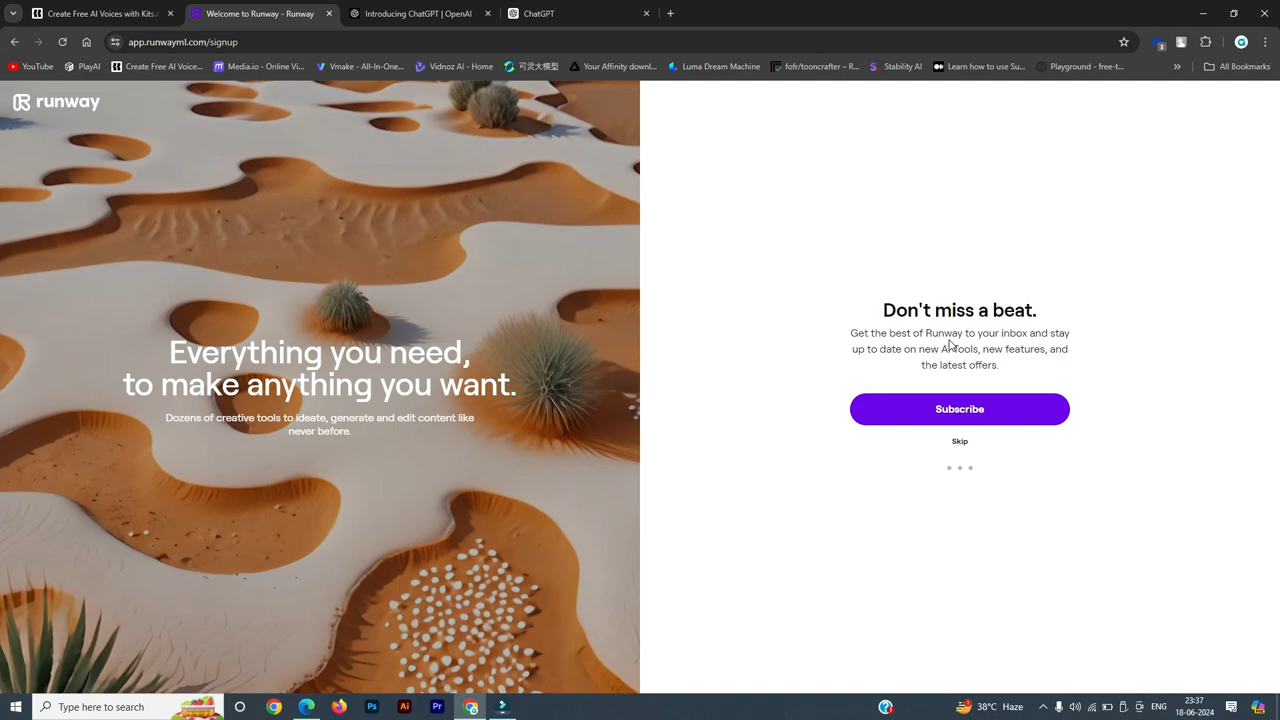 Create Free AI Voices with Kits
Welcome to Runway - Runway
Introducing ChatGPT | OpenAI
ChatGPT
app.runwayml.com/signup
3
YouTube
PlayAI
Create Free AI Voice...
Media.io - Online Vi...
Vmake - All-In-One...
Vidnoz AI - Home
可灵大模型
Your Affinity downl...
Luma Dream Machine
fofr/tooncrafter – R...
Stability AI
Learn how to use Su...
Playground - free-t...
All Bookmarks
runway
Everything you need,
to make anything you want.
Dozens of creative tools to ideate, generate and edit content like
never before.
Don't miss a beat.
Get the best of Runway to your inbox and stay
up to date on new AI Tools, new features, and
the latest offers.
Subscribe
Skip
Type here to search
Ps
Ai
Pr
38°C Haze
ENG
23:37
18-06-2024